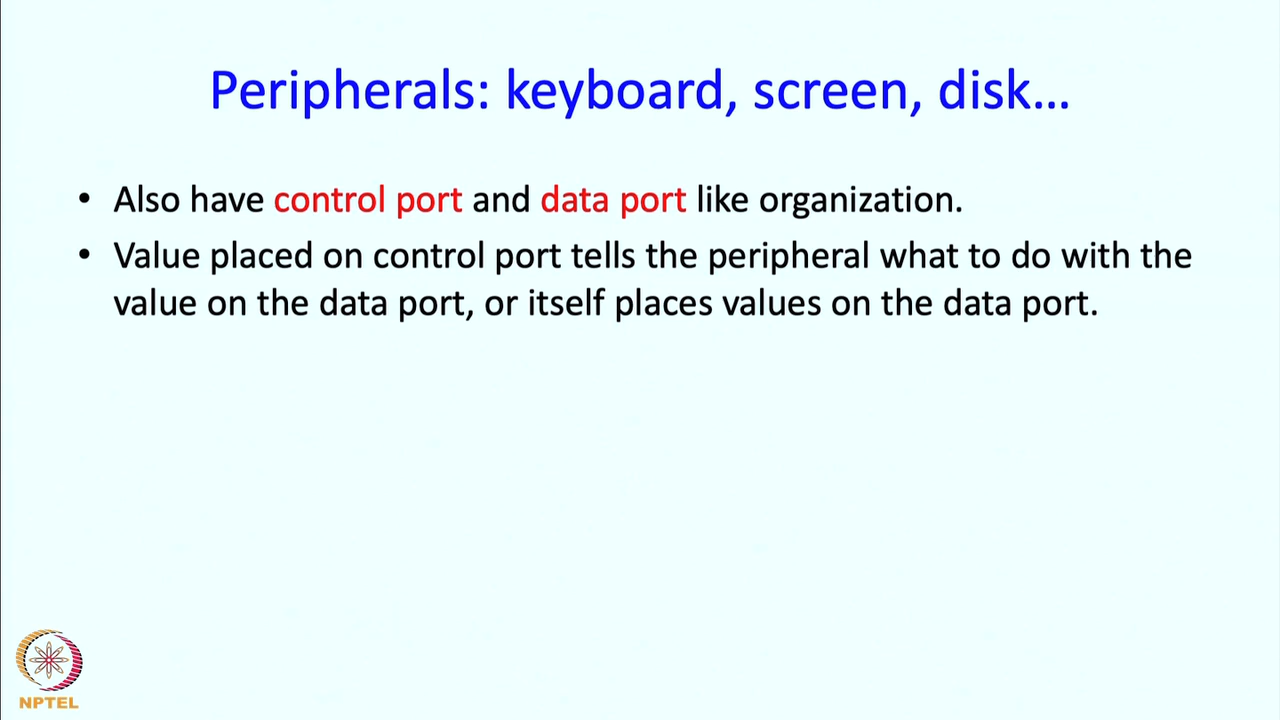 Peripherals: keyboard, screen, disk...
• Also have control port and data port like organization.
• Value placed on control port tells the peripheral what to do with the
value on the data port, or itself places values on the data port.
NPTEL